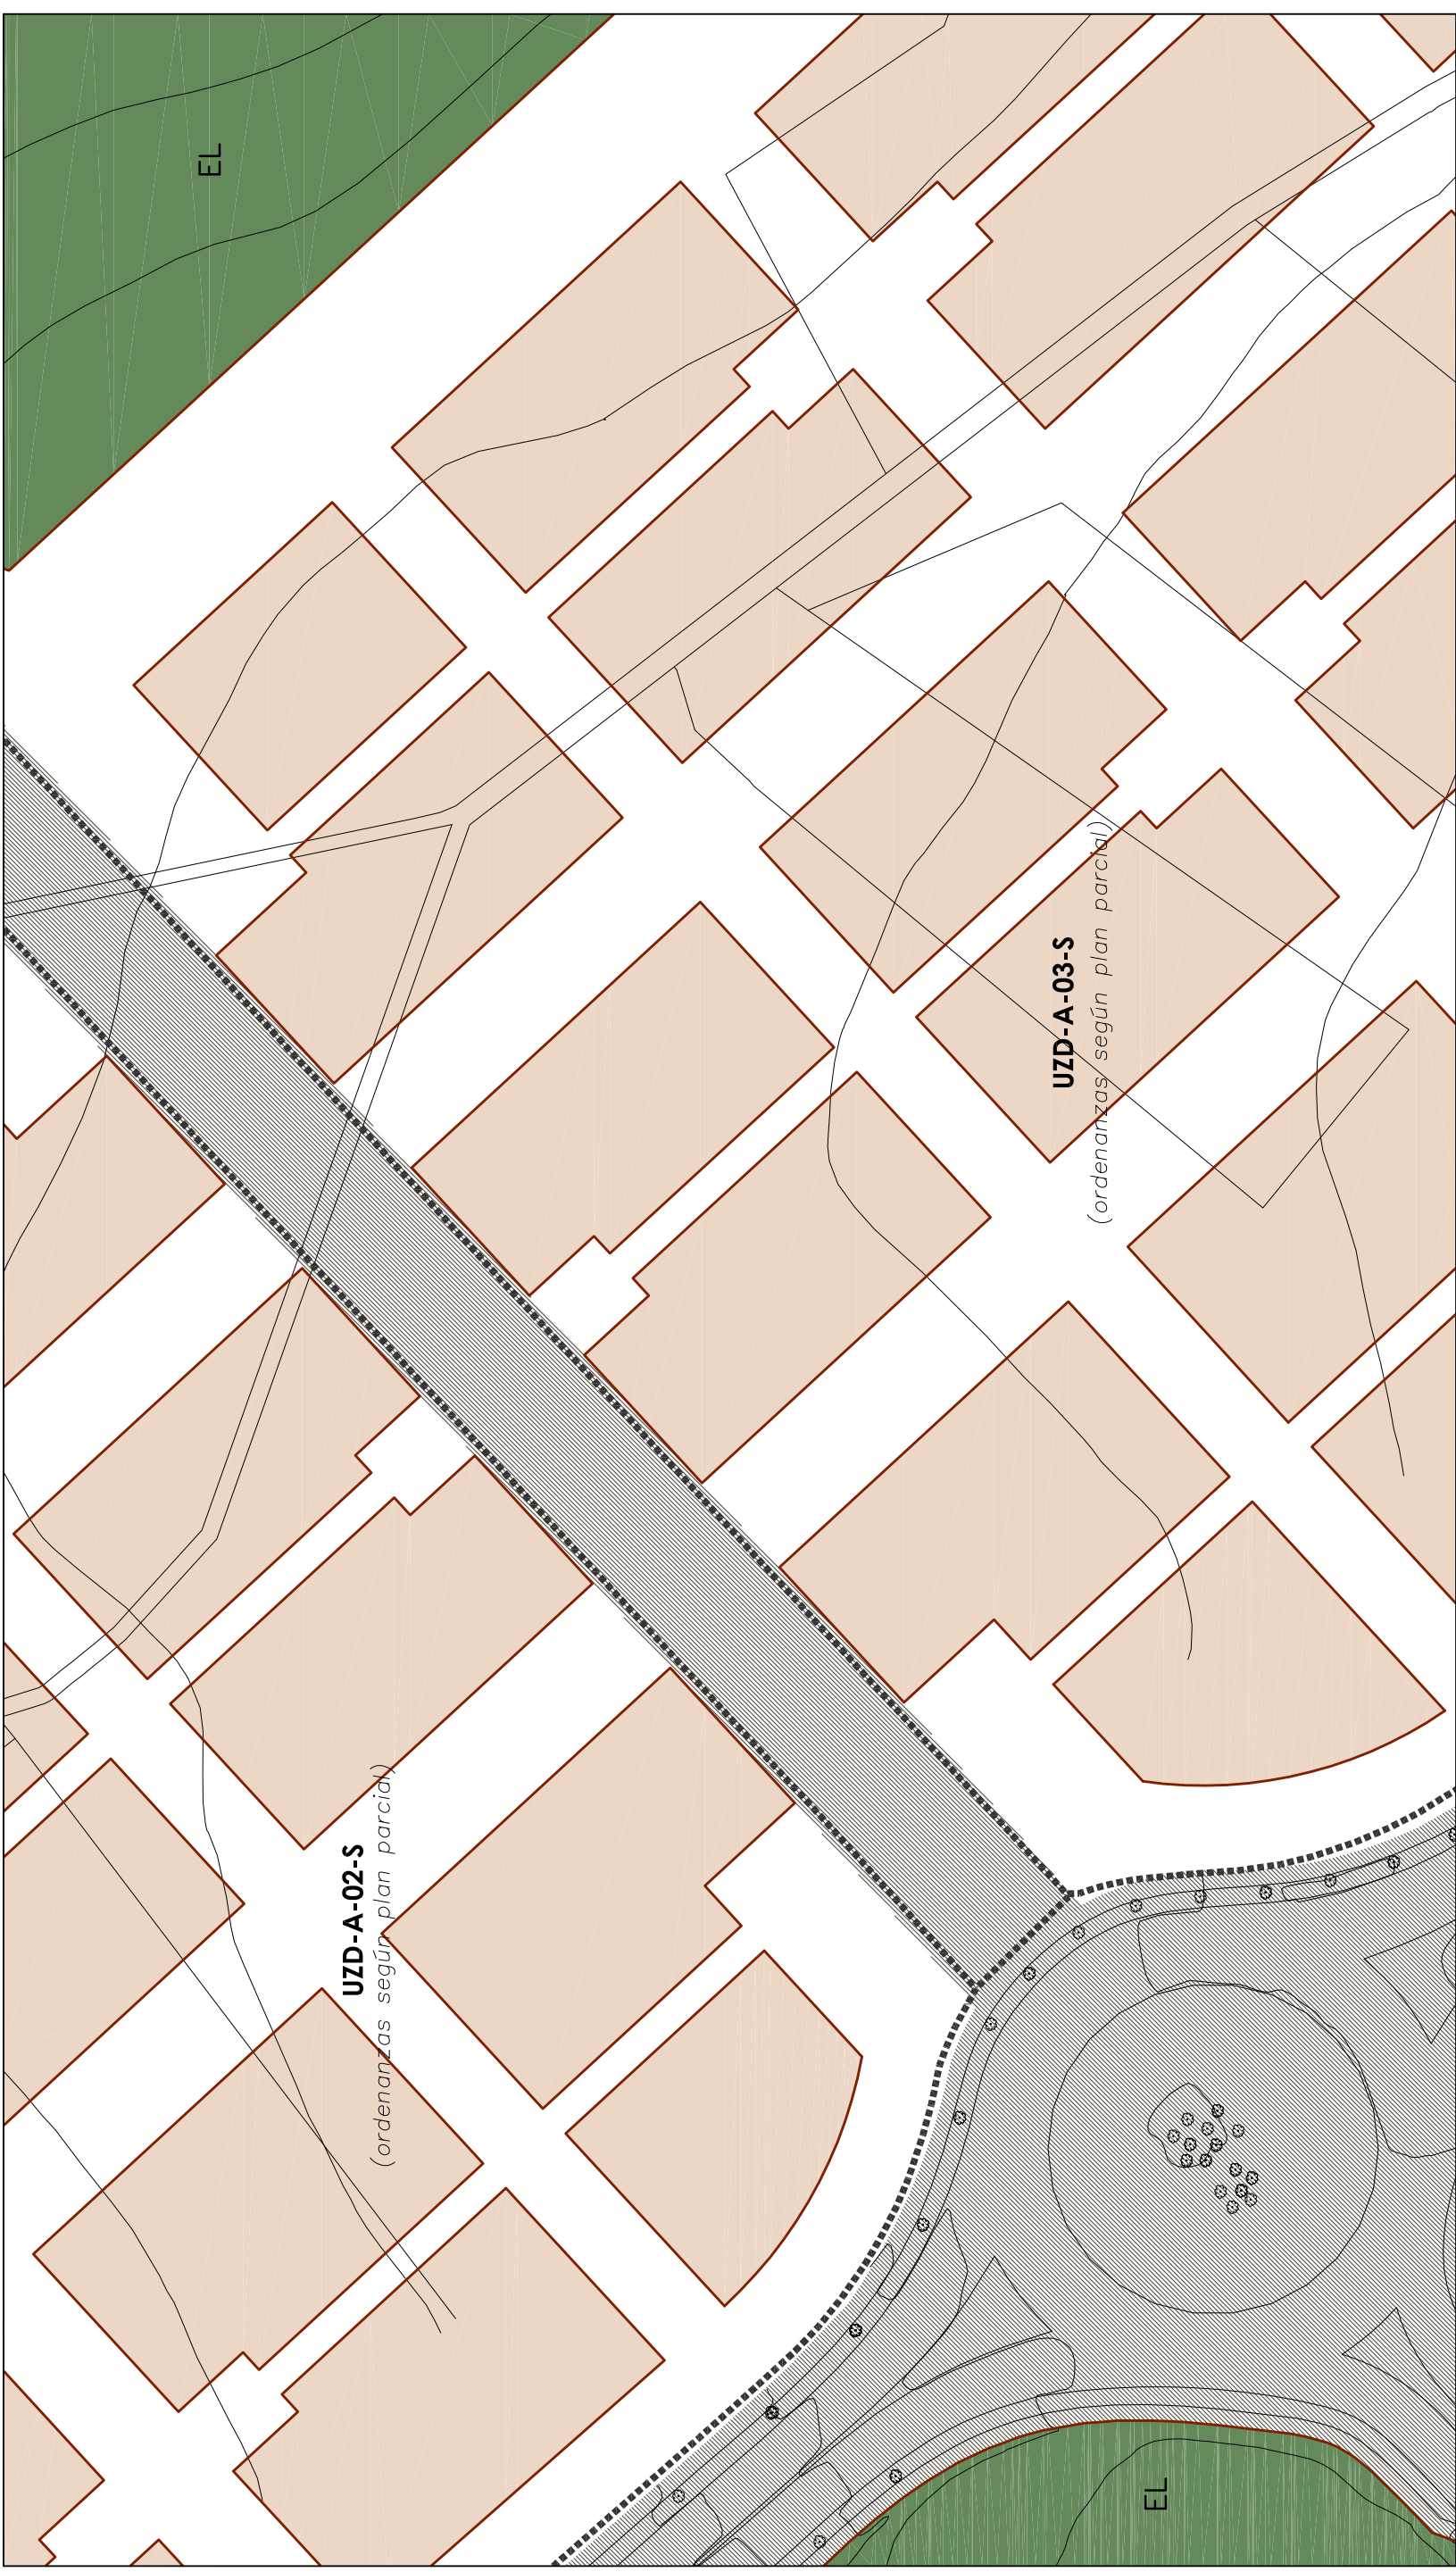 EL
UZD-A-03-S
(ordenanzas según plan parcial)
UZD-A-02-S
(ordenanzas según plan parcial)
EL